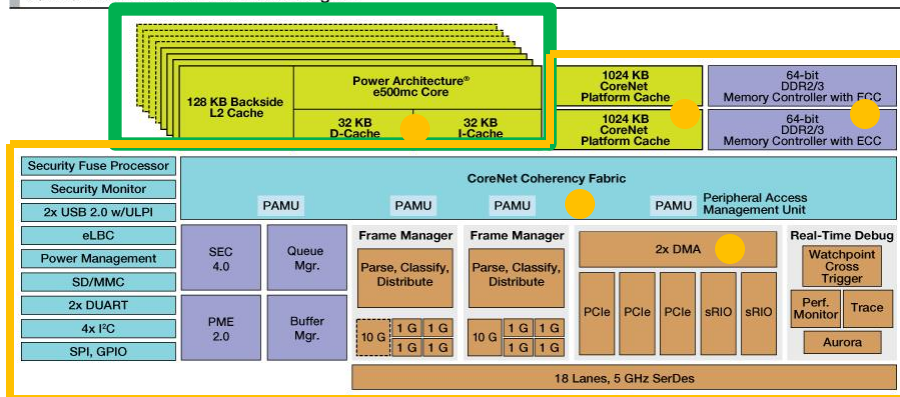 128 KB Backside
L2 Cache
Power Architecture®
e500mc Core
32 KB
D-Cache
32 KB
I-Cache
1024 KB
CoreNet
Platform Cache
1024 KB
CoreNet
Platform Cache
64-bit
DDR2/3
Memory Controller with ECC
64-bit
DDR2/3
Memory Controller with ECC
Security Fuse Processor
Security Monitor
2x USB 2.0 w/ULPI
eLBC
Power Management
SD/MMC
2x DUART
4x I²C
SPI, GPIO
CoreNet Coherency Fabric
PAMU
PAMU
PAMU
PAMU
Peripheral Access
Management Unit
SEC
4.0
Queue
Mgr.
PME
2.0
Buffer
Mgr.
Frame Manager
Parse, Classify,
Distribute
10 G
1 G
1 G
1 G
1 G
Frame Manager
Parse, Classify,
Distribute
10 G
1 G
1 G
1 G
1 G
2x DMA
PCIe
PCIe
PCIe
sRIO
sRIO
Real-Time Debug
Watchpoint
Cross
Trigger
Perf.
Monitor
Trace
Aurora
18 Lanes, 5 GHz SerDes